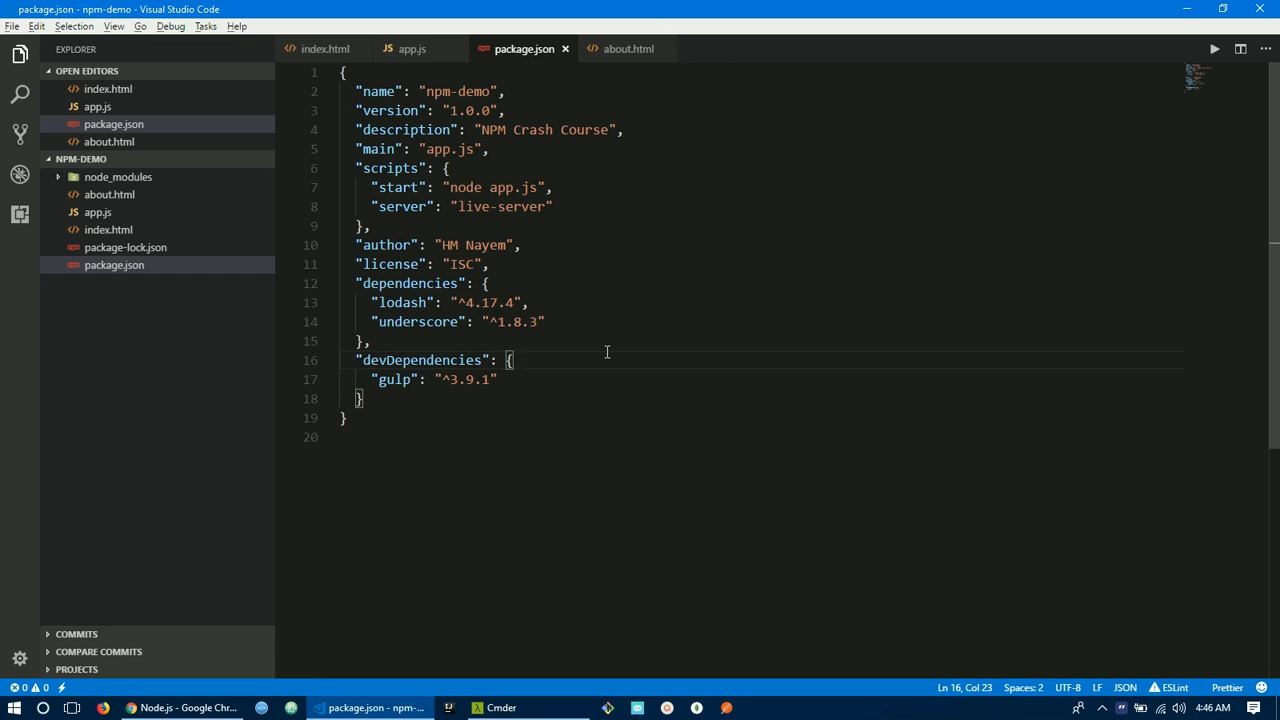 package.json - npm-demo - Visual Studio Code
File Edit Selection View Go Debug Tasks Help
EXPLORER
OPEN EDITORS
index.html
app.js
package.json
about.html
NPM-DEMO
node_modules
about.html
app.js
index.html
package-lock.json
package.json
COMMITS
COMPARE COMMITS
PROJECTS
index.html app.js package.json about.html
1 {
2 "name": "npm-demo",
3 "version": "1.0.0",
4 "description": "NPM Crash Course",
5 "main": "app.js",
6 "scripts": {
7 "start": "node app.js",
8 "server": "live-server"
9 },
10 "author": "HM Nayem",
11 "license": "ISC",
12 "dependencies": {
13 "lodash": "^4.17.4",
14 "underscore": "^1.8.3"
15 },
16 "devDependencies": {
17 "gulp": "^3.9.1"
18 }
19 }
20
0 0 Ln 16, Col 23 Spaces: 2 UTF-8 LF JSON ESLint Prettier
Node.js - Google Chr... package.json - npm-... Cmder 4:46 AM